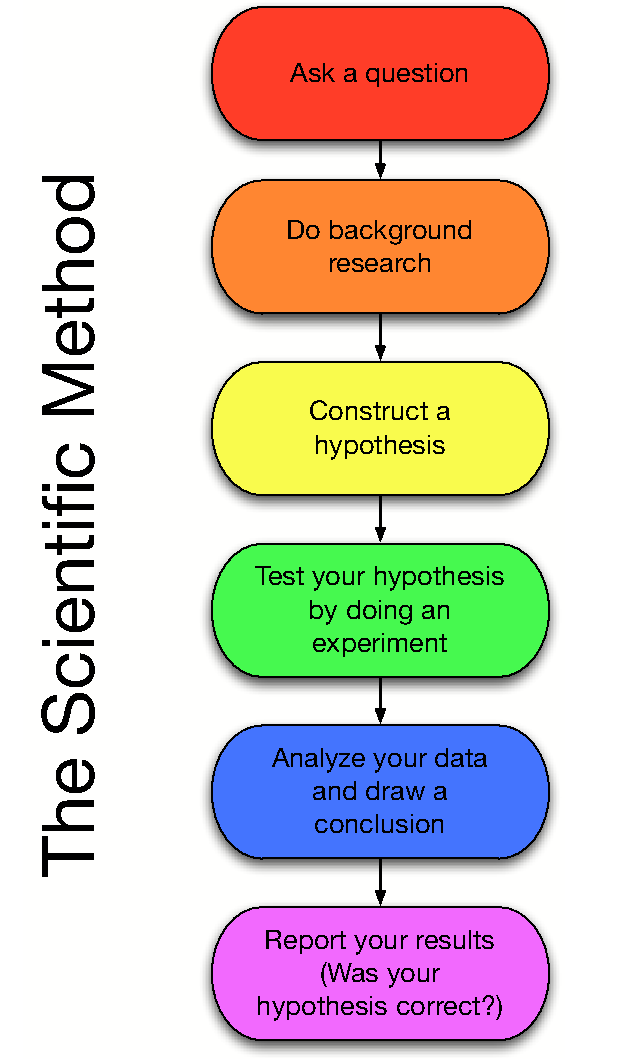 The Scientific Method
Ask a question
Do background
research
Construct a
hypothesis
Test your hypothesis
by doing an
experiment
Analyze your data
and draw a
conclusion
Report your results
(Was your
hypothesis correct?)